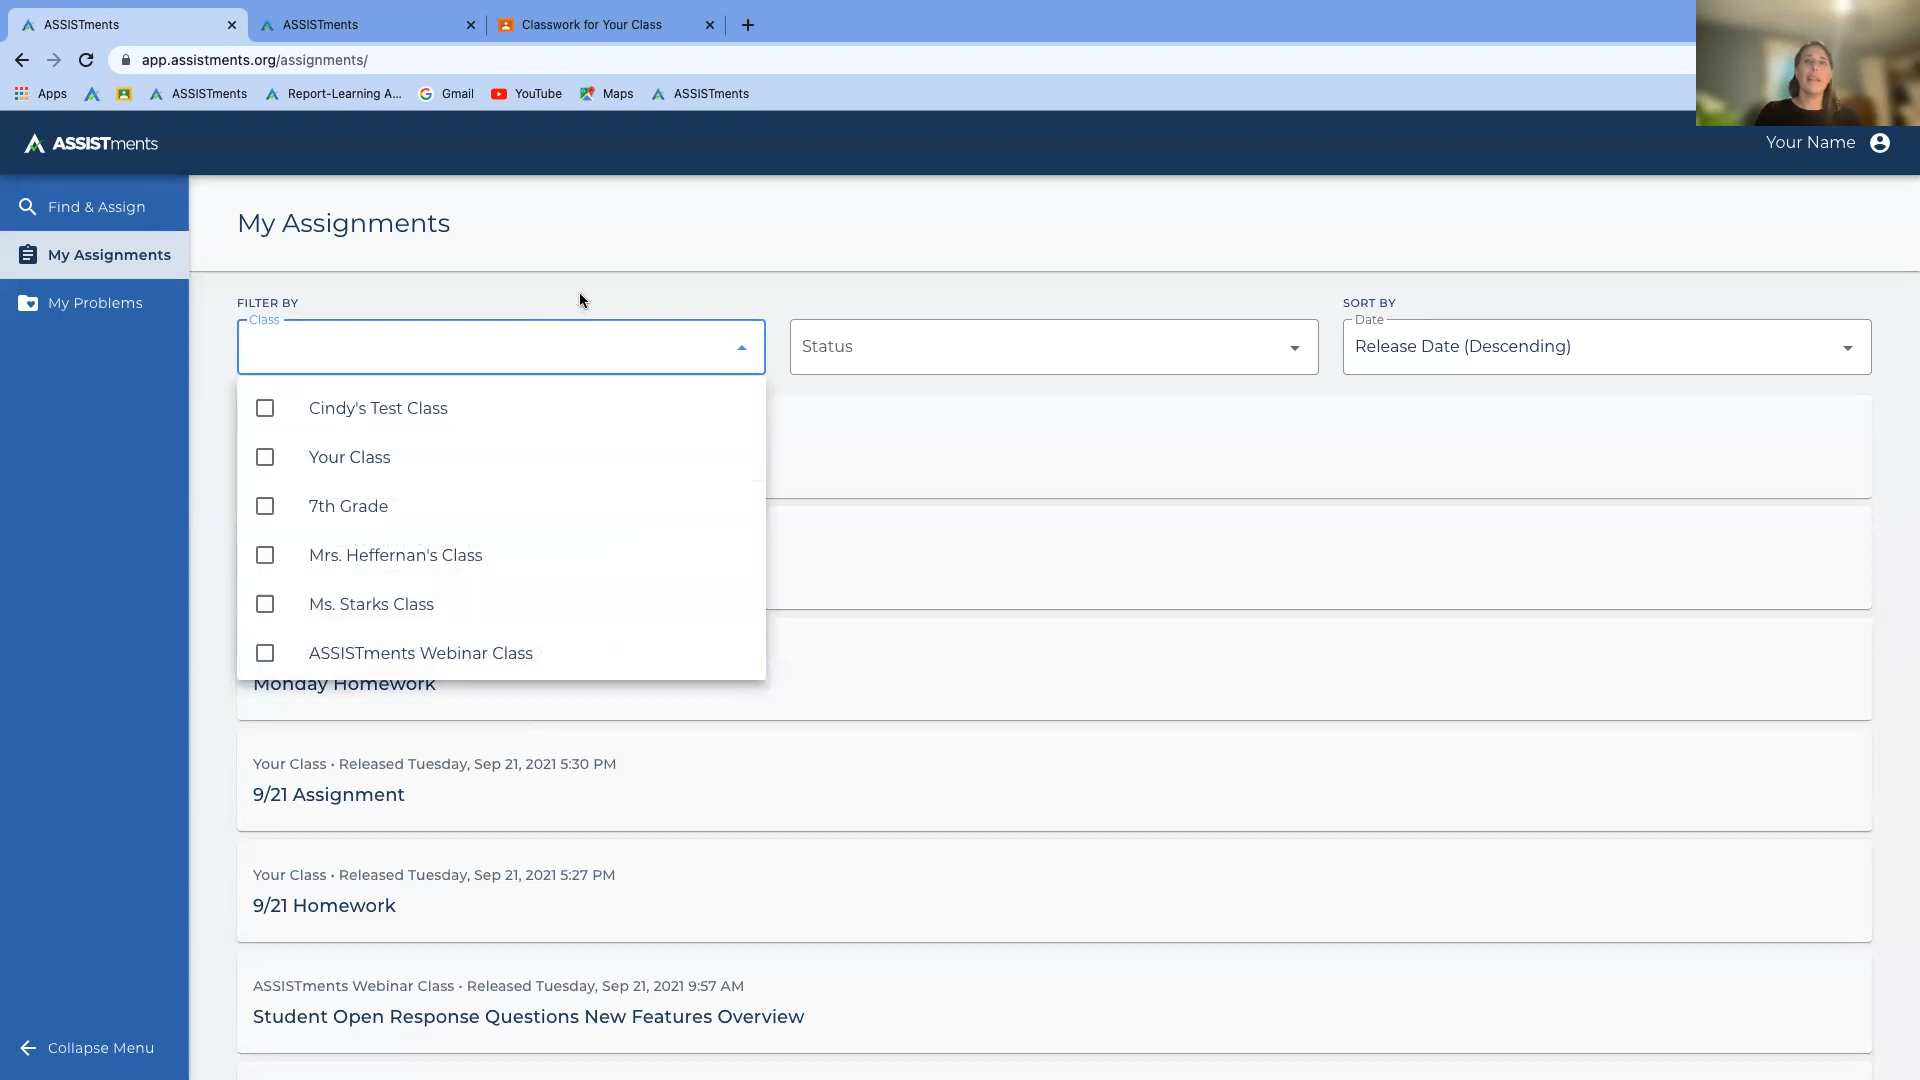 ASSISTments
ASSISTments
Classwork for Your Class
app.assistments.org/assignments/
Apps
ASSISTments
Report-Learning A...
Gmail
YouTube
Maps
ASSISTments
ASSISTments
Your Name
Find & Assign
My Assignments
My Problems
Collapse Menu
My Assignments
FILTER BY
SORT BY
Class
Status
Date
Release Date (Descending)
Cindy's Test Class
Your Class
7th Grade
Mrs. Heffernan's Class
Ms. Starks Class
ASSISTments Webinar Class
Monday Homework
Your Class • Released Tuesday, Sep 21, 2021 5:30 PM
9/21 Assignment
Your Class • Released Tuesday, Sep 21, 2021 5:27 PM
9/21 Homework
ASSISTments Webinar Class • Released Tuesday, Sep 21, 2021 9:57 AM
Student Open Response Questions New Features Overview